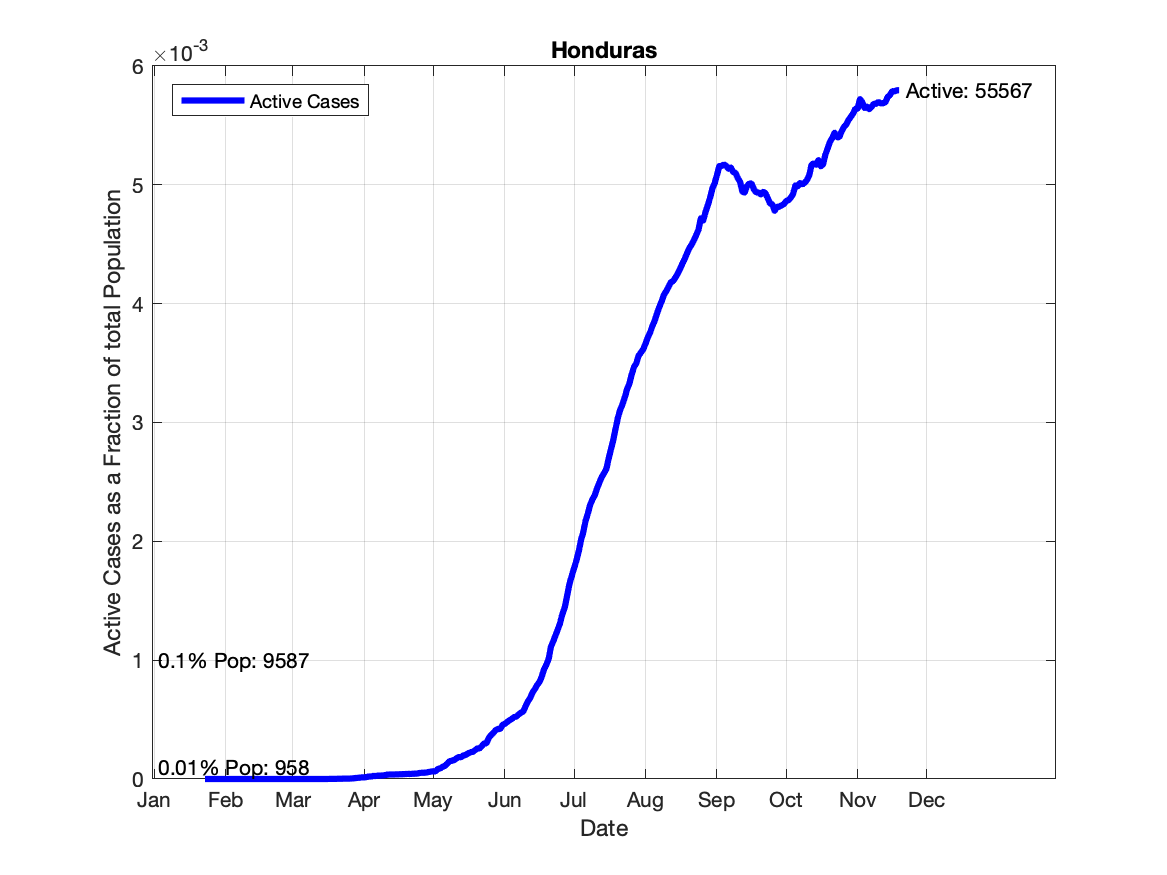 Honduras
×10-3
Active Cases
Active: 55567
6
5
4
3
2
1
0
0.1% Pop: 9587
0.01% Pop: 958
Active Cases as a Fraction of total Population
Jan Feb Mar Apr May Jun Jul Aug Sep Oct Nov Dec
Date